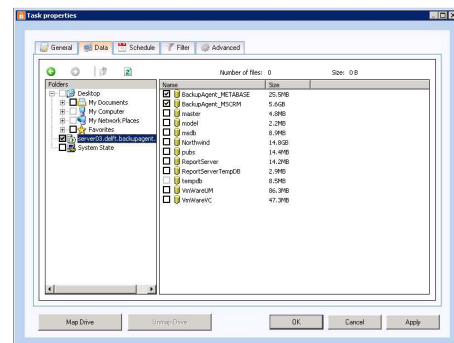 Task properties
General Data Schedule Filter Advanced
Number of files: 0 Size: 0 B
Folders
Desktop
My Documents
My Computer
My Network Places
Favorites
server03.delft.backupagent.
System State
Name Size
BackupAgent_METABASE 25.5MB
BackupAgent_MSCRM 5.6GB
master 4.8MB
model 2.2MB
msdb 8.9MB
Northwind 14.8GB
pubs 14.4MB
ReportServer 14.2MB
ReportServerTempDB 2.9MB
tempdb 8.5MB
VmWareUM 86.3MB
VmWareVC 47.3MB
Map Drive Unmap Drive OK Cancel Apply